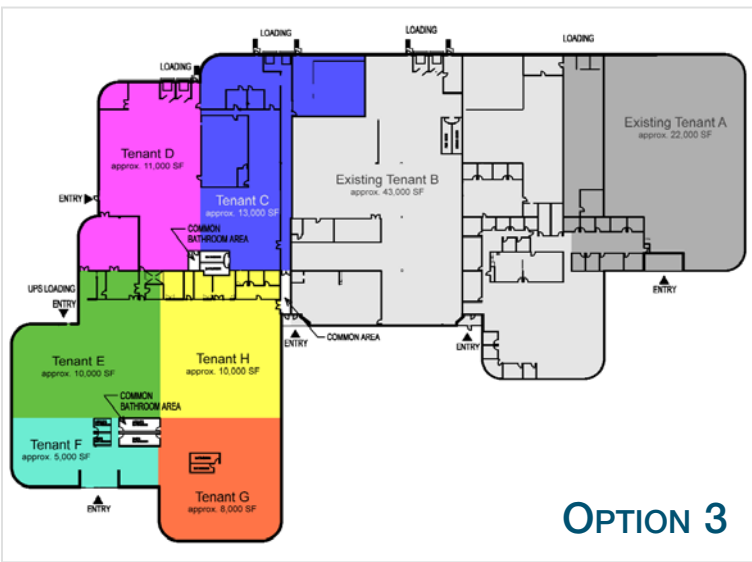 LOADING
LOADING
LOADING
LOADING
Tenant D
approx. 11,000 SF
Tenant C
approx. 13,000 SF
Existing Tenant B
approx. 43,000 SF
Existing Tenant A
approx. 22,000 SF
ENTRY
COMMON
BATHROOM AREA
UPS LOADING
ENTRY
ENTRY
COMMON AREA
ENTRY
ENTRY
Tenant E
approx. 10,000 SF
Tenant H
approx. 10,000 SF
COMMON
BATHROOM AREA
Tenant F
approx. 5,000 SF
Tenant G
approx. 8,000 SF
ENTRY
OPTION 3